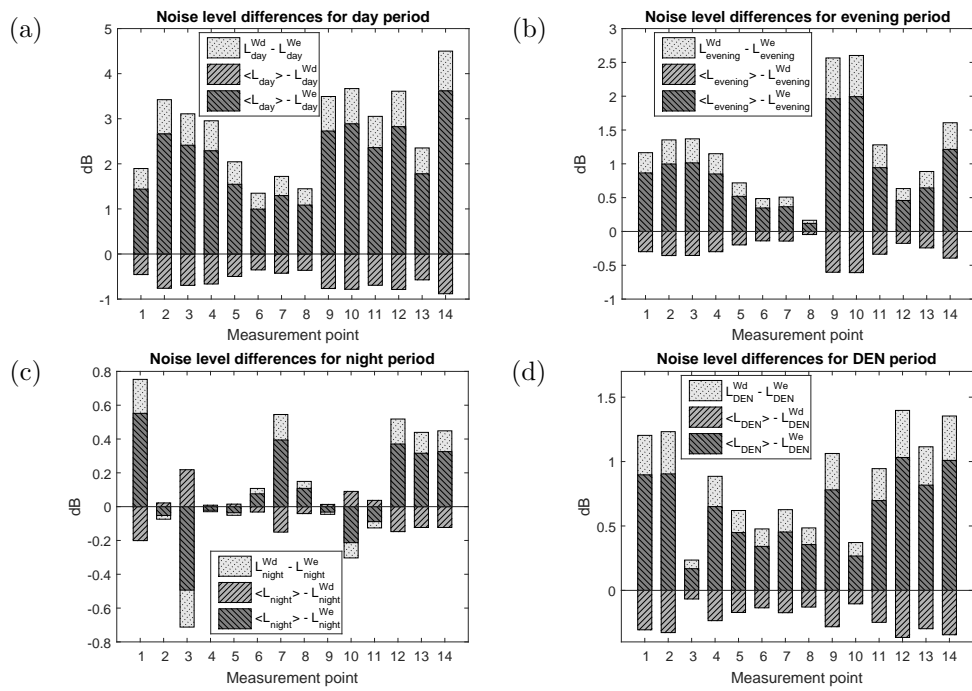 (a)
Noise level differences for day period
5
4
3
2
1
0
-1
dB
L^Wd_day - L^We_day
<L_day> - L^Wd_day
<L_day> - L^We_day
1 2 3 4 5 6 7 8 9 10 11 12 13 14
Measurement point
(b)
Noise level differences for evening period
3
2.5
2
1.5
1
0.5
0
-0.5
-1
dB
L^Wd_evening - L^We_evening
<L_evening> - L^Wd_evening
<L_evening> - L^We_evening
1 2 3 4 5 6 7 8 9 10 11 12 13 14
Measurement point
(c)
Noise level differences for night period
0.8
0.6
0.4
0.2
0
-0.2
-0.4
-0.6
-0.8
dB
L^Wd_night - L^We_night
<L_night> - L^Wd_night
<L_night> - L^We_night
1 2 3 4 5 6 7 8 9 10 11 12 13 14
Measurement point
(d)
Noise level differences for DEN period
1.5
1
0.5
0
dB
L^Wd_DEN - L^We_DEN
<L_DEN> - L^Wd_DEN
<L_DEN> - L^We_DEN
1 2 3 4 5 6 7 8 9 10 11 12 13 14
Measurement point